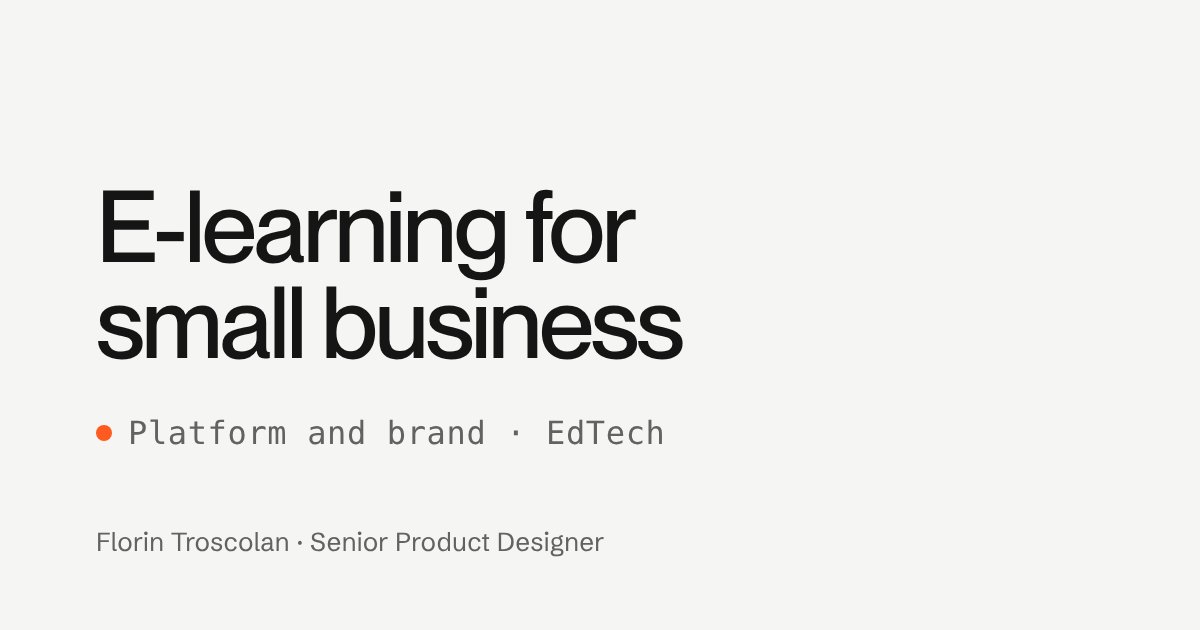 E-learning for
small business
Platform and brand · EdTech
Florin Troscolan · Senior Product Designer